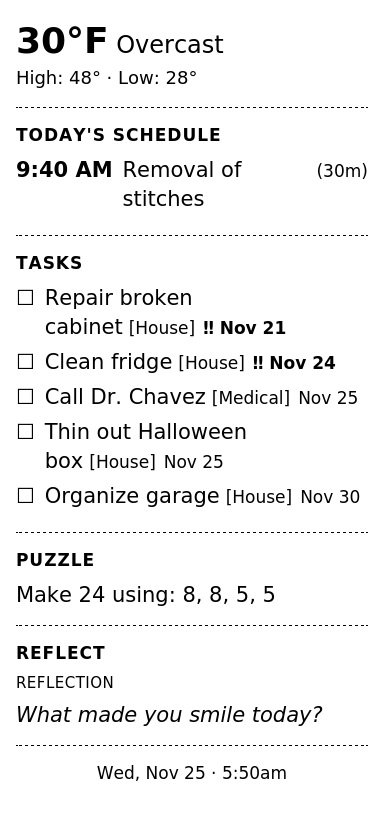 30°F Overcast
High: 48° · Low: 28°
TODAY'S SCHEDULE
9:40 AM Removal of (30m)
stitches
TASKS
☐ Repair broken
cabinet [House] ‼ Nov 21
☐ Clean fridge [House] ‼ Nov 24
☐ Call Dr. Chavez [Medical] Nov 25
☐ Thin out Halloween
box [House] Nov 25
☐ Organize garage [House] Nov 30
PUZZLE
Make 24 using: 8, 8, 5, 5
REFLECT
REFLECTION
What made you smile today?
Wed, Nov 25 · 5:50am